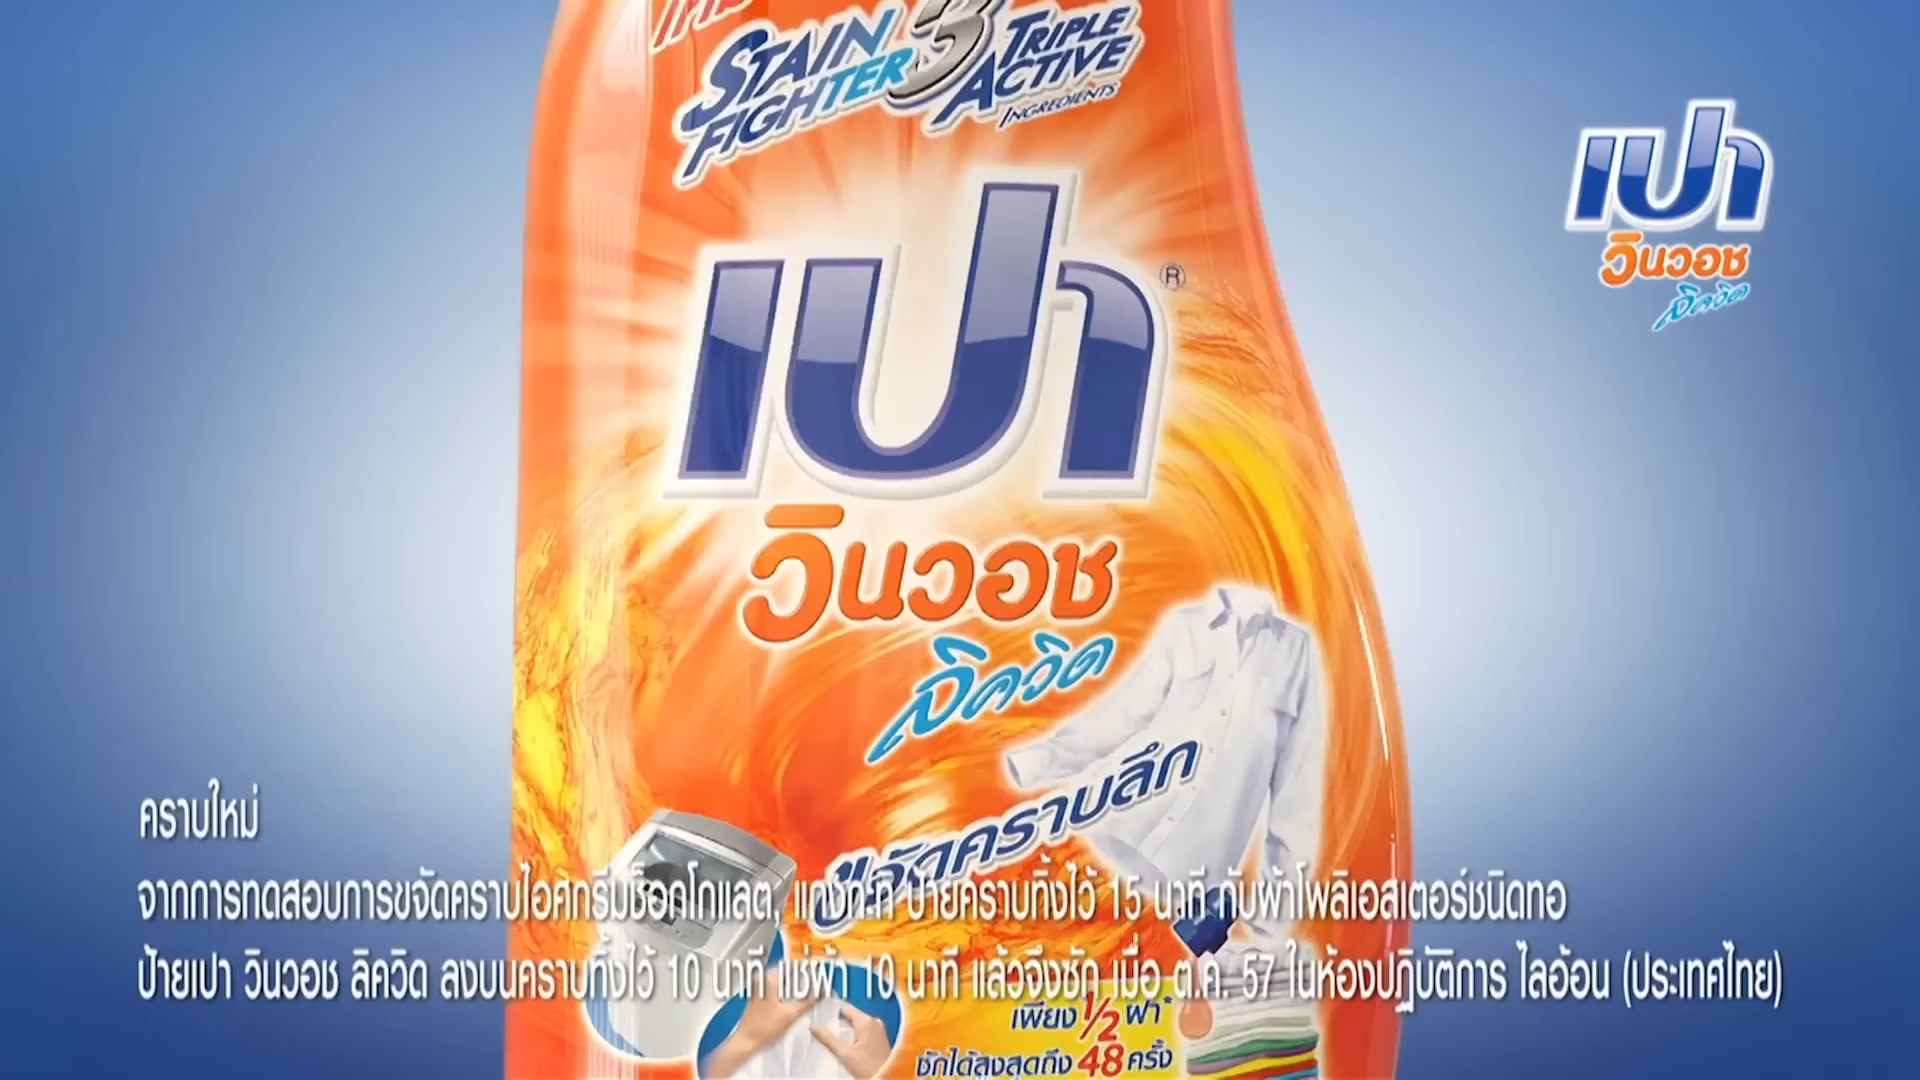 STAIN
FIGHTER
3
TRIPLE
ACTIVE
INGREDIENTS
เปา
®
วินวอช
ลิควิด
ขจัดคราบลึก
เปา
วินวอช
ลิควิด
คราบใหม่
จากการทดสอบการขจัดคราบไอศกรีมช็อกโกแลต, แกงกะทิ ป้ายคราบทิ้งไว้ 15 นาที กับผ้าโพลิเอสเตอร์ชนิดทอ
ป้ายเปา วินวอช ลิควิด ลงบนคราบทิ้งไว้ 10 นาที แช่ผ้า 10 นาที แล้วจึงซัก เมื่อ ต.ค. 57 ในห้องปฏิบัติการ ไลอ้อน (ประเทศไทย)
เพียง 1/2 ฝา*
ซักได้สูงสุดถึง 48 ครั้ง